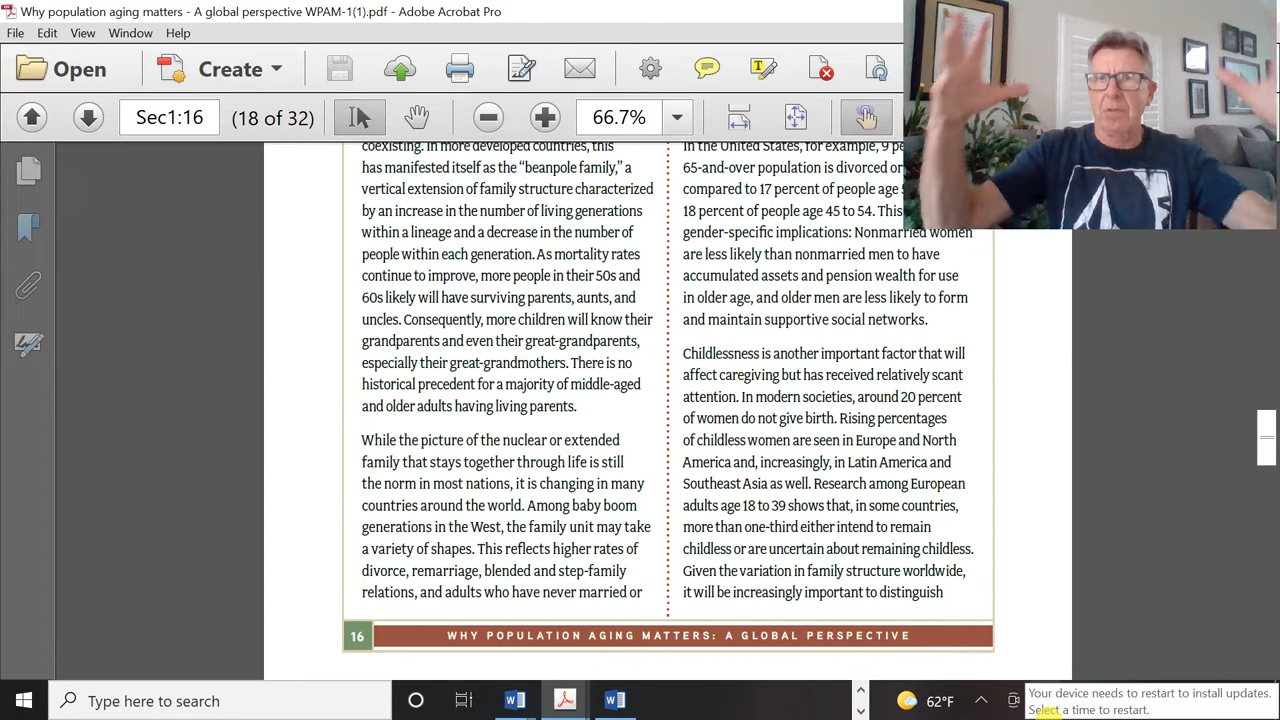 Why population aging matters - A global perspective WPAM-1(1).pdf - Adobe Acrobat Pro
File Edit View Window Help
Open Create
Sec1:16 (18 of 32) 66.7%
coexisting. In more developed countries, this
has manifested itself as the “beanpole family,” a
vertical extension of family structure characterized
by an increase in the number of living generations
within a lineage and a decrease in the number of
people within each generation. As mortality rates
continue to improve, more people in their 50s and
60s likely will have surviving parents, aunts, and
uncles. Consequently, more children will know their
grandparents and even their great-grandparents,
especially their great-grandmothers. There is no
historical precedent for a majority of middle-aged
and older adults having living parents.
While the picture of the nuclear or extended
family that stays together through life is still
the norm in most nations, it is changing in many
countries around the world. Among baby boom
generations in the West, the family unit may take
a variety of shapes. This reflects higher rates of
divorce, remarriage, blended and step-family
relations, and adults who have never married or
In the United States, for example, 9
65-and-over population is divorced or
compared to 17 percent of people age
18 percent of people age 45 to 54. This
gender-specific implications: Nonmarried women
are less likely than nonmarried men to have
accumulated assets and pension wealth for use
in older age, and older men are less likely to form
and maintain supportive social networks.
Childlessness is another important factor that will
affect caregiving but has received relatively scant
attention. In modern societies, around 20 percent
of women do not give birth. Rising percentages
of childless women are seen in Europe and North
America and, increasingly, in Latin America and
Southeast Asia as well. Research among European
adults age 18 to 39 shows that, in some countries,
more than one-third either intend to remain
childless or are uncertain about remaining childless.
Given the variation in family structure worldwide,
it will be increasingly important to distinguish
16 WHY POPULATION AGING MATTERS: A GLOBAL PERSPECTIVE
Type here to search
62°F
Your device needs to restart to install updates.
Select a time to restart.